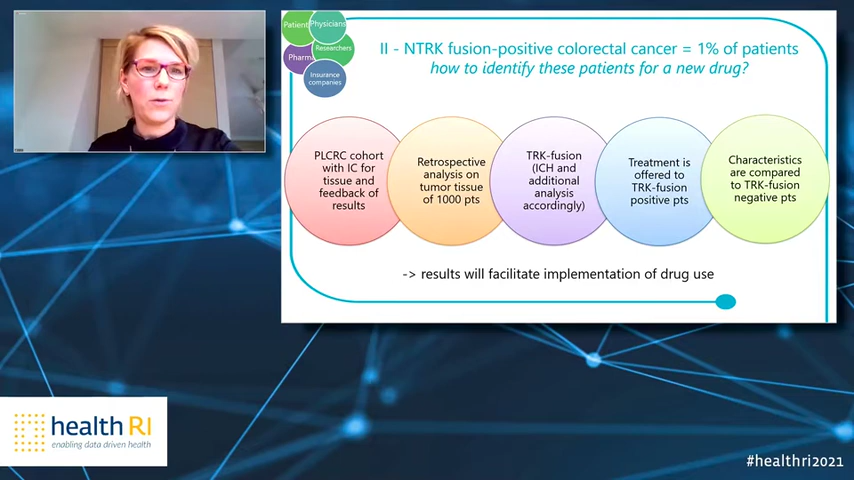 Patient
Physicians
Researchers
Pharma
Insurance
companies
II - NTRK fusion-positive colorectal cancer = 1% of patients
how to identify these patients for a new drug?
PLCRC cohort
with IC for
tissue and
feedback of
results
Retrospective
analysis on
tumor tissue
of 1000 pts
TRK-fusion
(ICH and
additional
analysis
accordingly)
Treatment is
offered to
TRK-fusion
positive pts
Characteristics
are compared
to TRK-fusion
negative pts
-> results will facilitate implementation of drug use
health RI
enabling data driven health
#healthri2021